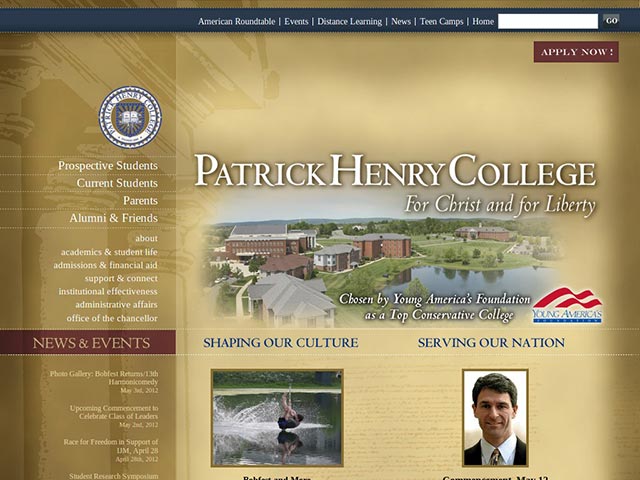 American Roundtable | Events | Distance Learning | News | Teen Camps | Home
GO
APPLY NOW!
PATRICK HENRY COLLEGE
Prospective Students
Current Students
Parents
Alumni & Friends
about
academics & student life
admissions & financial aid
support & connect
institutional effectiveness
administrative affairs
office of the chancellor
PATRICK HENRY COLLEGE
For Christ and for Liberty
Chosen by Young America's Foundation
as a Top Conservative College
YOUNG AMERICA'S
FOUNDATION
NEWS & EVENTS
Photo Gallery: Bobfest Returns/13th
Harmonicomedy
May 3rd, 2012
Upcoming Commencement to
Celebrate Class of Leaders
May 2nd, 2012
Race for Freedom in Support of
IJM, April 28
April 28th, 2012
Student Research Symposium
SHAPING OUR CULTURE
Bobfest and More
SERVING OUR NATION
Commencement, May 12